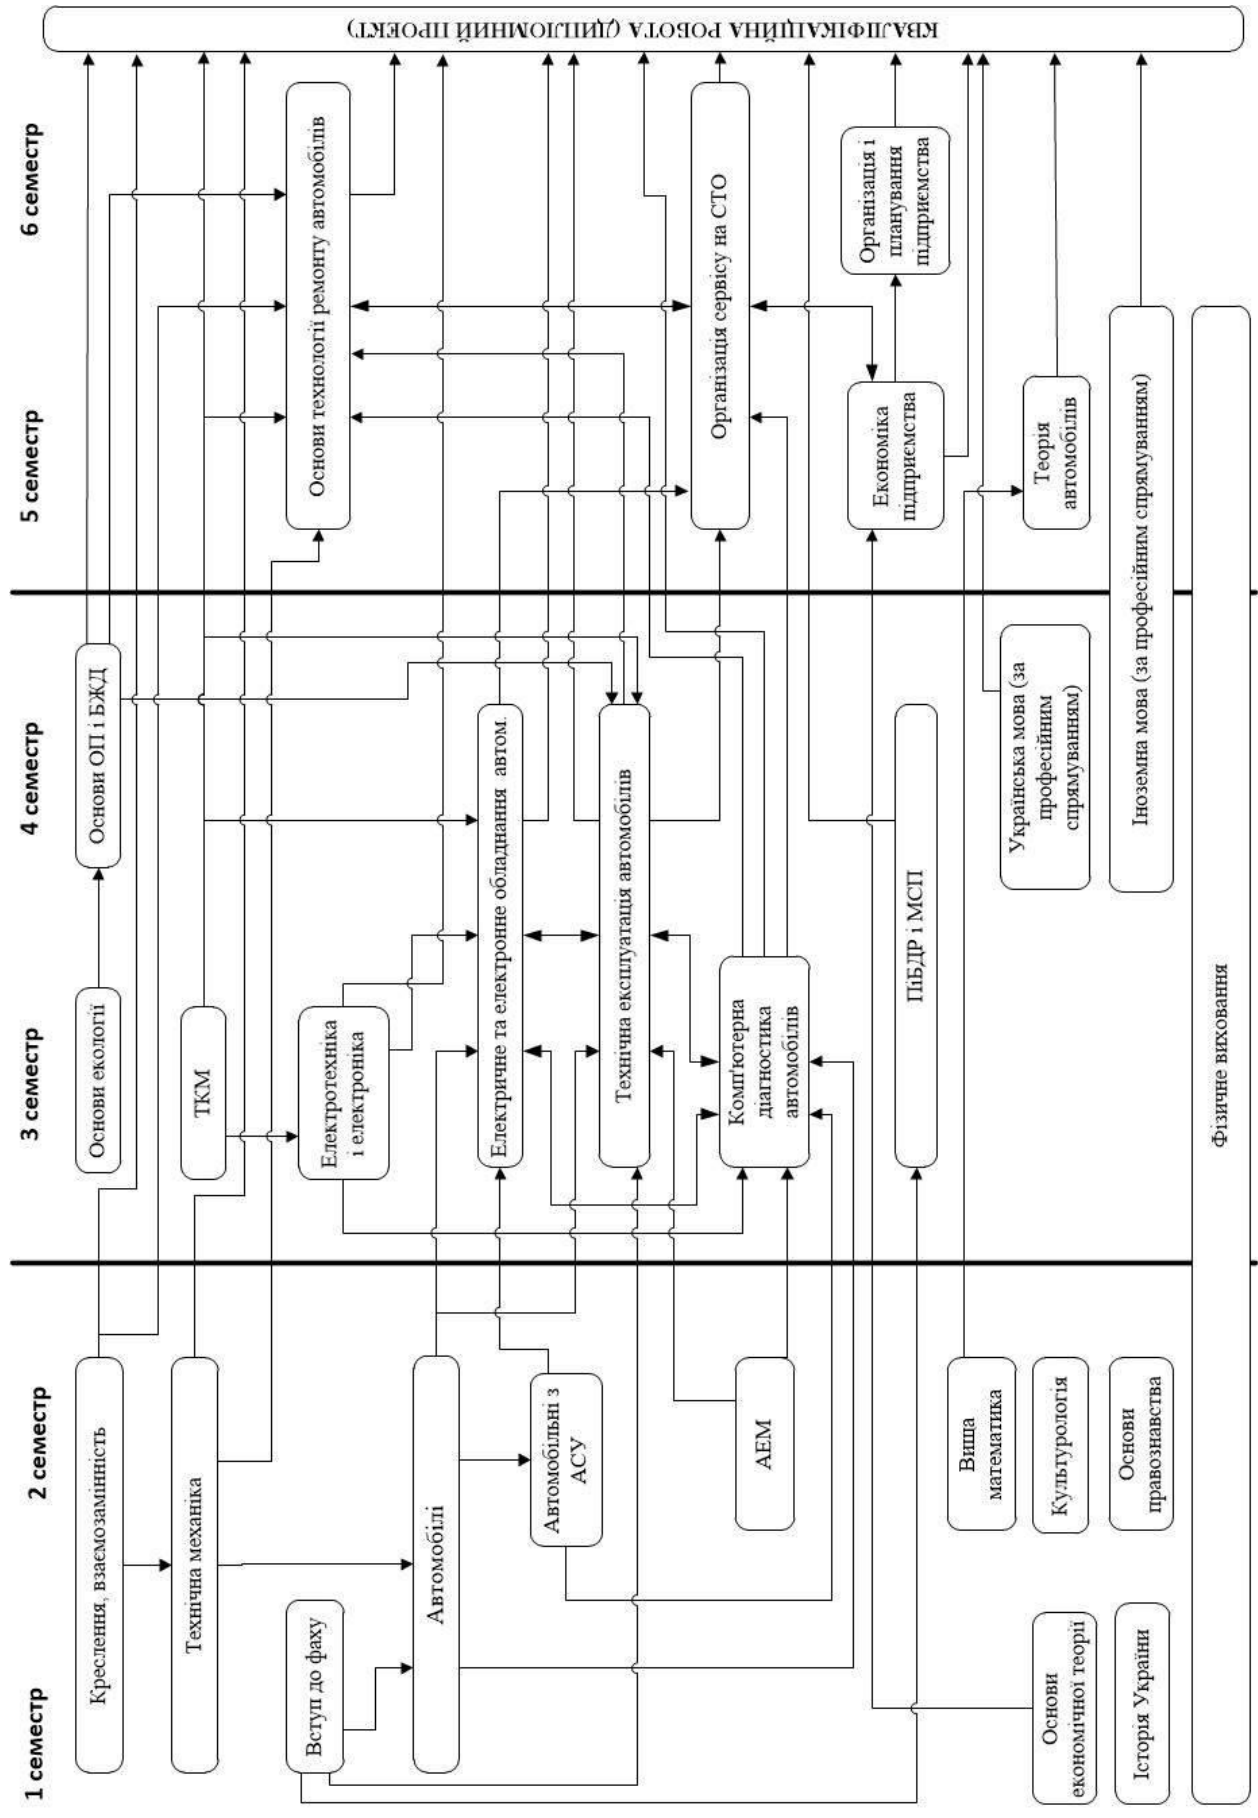 1 семестр
2 семестр
3 семестр
4 семестр
5 семестр
6 семестр
КВАЛІФІКАЦІЙНА РОБОТА (ДИПЛОМНИЙ ПРОЕКТ)
Креслення, взаємозамінність
Основи екології
Основи ОП і БЖД
Технічна механіка
ТКМ
Вступ до фаху
Електротехніка
і електроніка
Основи технології ремонту автомобілів
Автомобілі
Електричне та електронне обладнання автом.
Автомобільні з
АСУ
Технічна експлуатація автомобілів
АЕМ
Комп'ютерна
діагностика
автомобілів
Організація сервісу на СТО
ПіБДР і МСП
Економіка
підприємства
Організація і
планування
підприємства
Вища
математика
Українська мова (за
професійним
спрямуванням)
Теорія
автомобілів
Основи
економічної теорії
Культурологія
Історія України
Основи
правознавства
Іноземна мова (за професійним спрямуванням)
Фізичне виховання